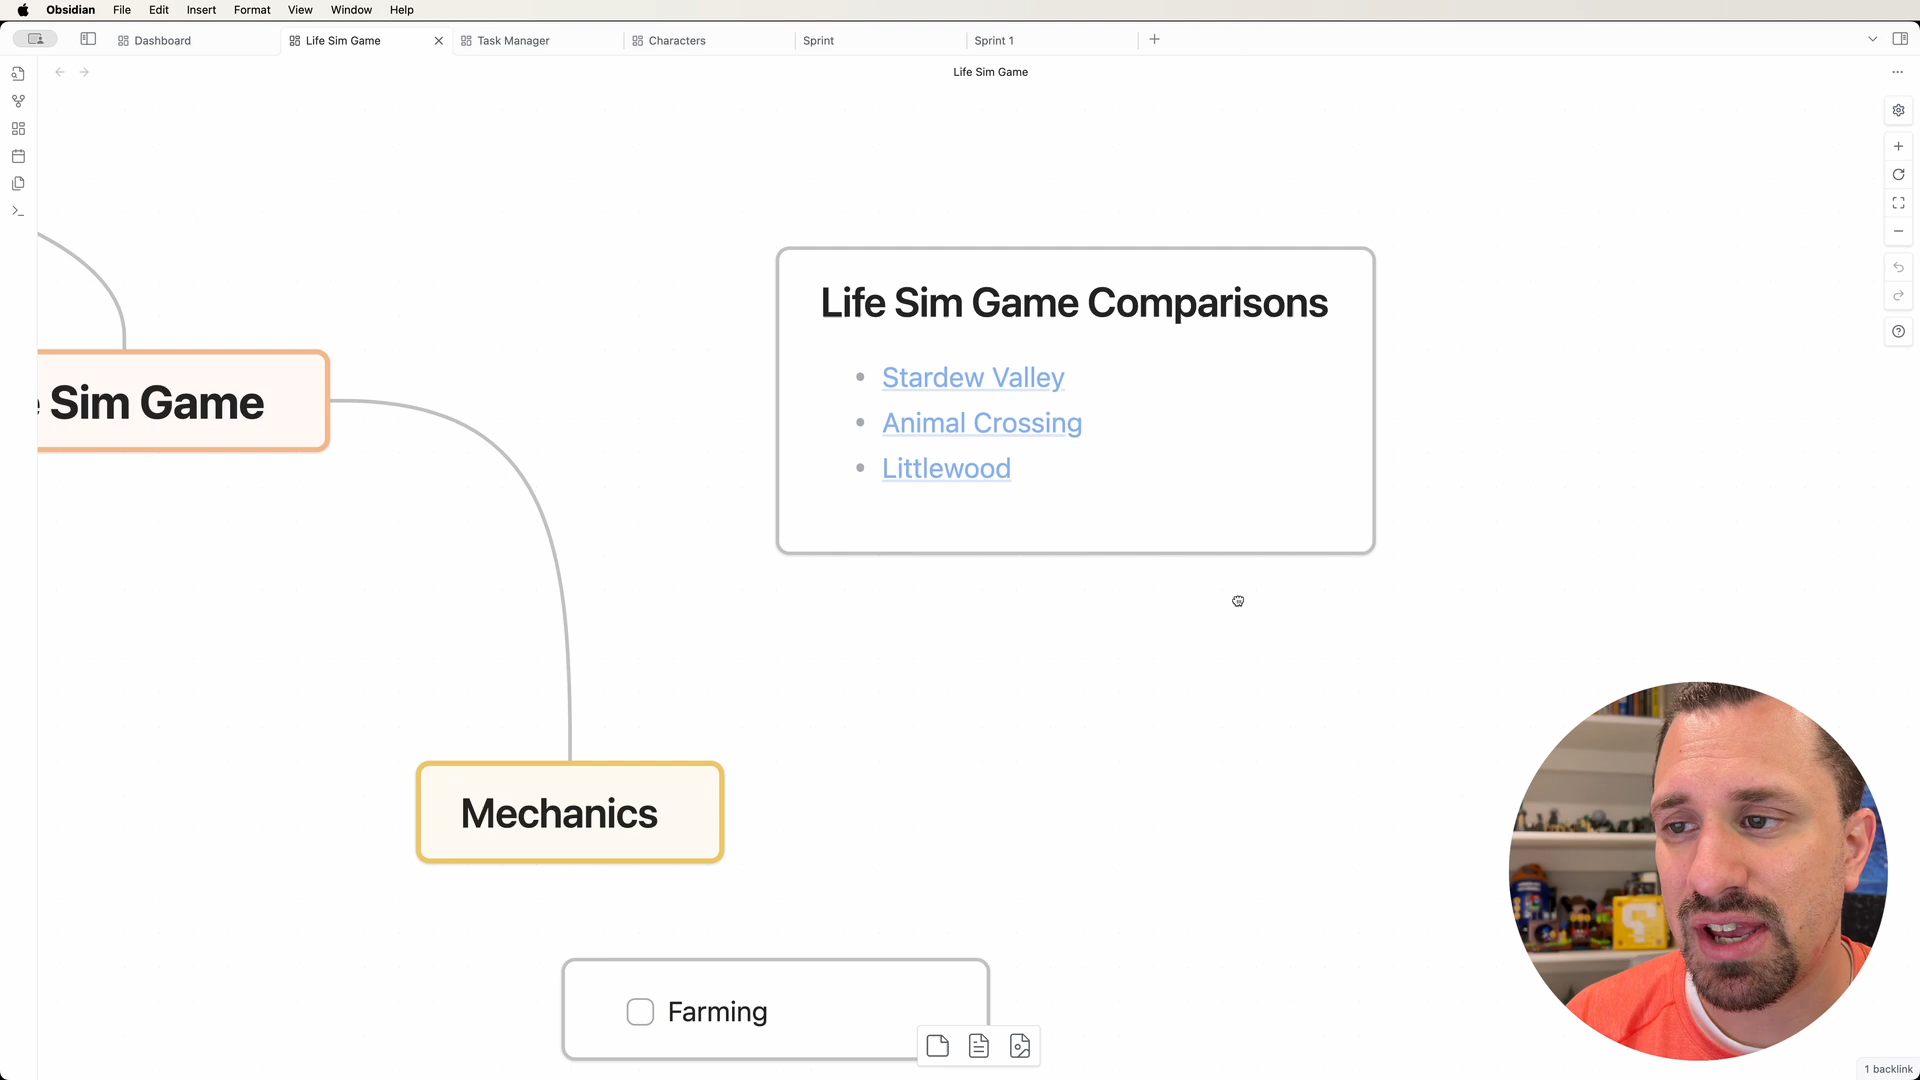 Obsidian File Edit Insert Format View Window Help
Dashboard Life Sim Game Task Manager Characters Sprint Sprint 1
Life Sim Game
Life Sim Game Comparisons
Stardew Valley
Animal Crossing
Littlewood
e Sim Game
Mechanics
Farming
1 backlink